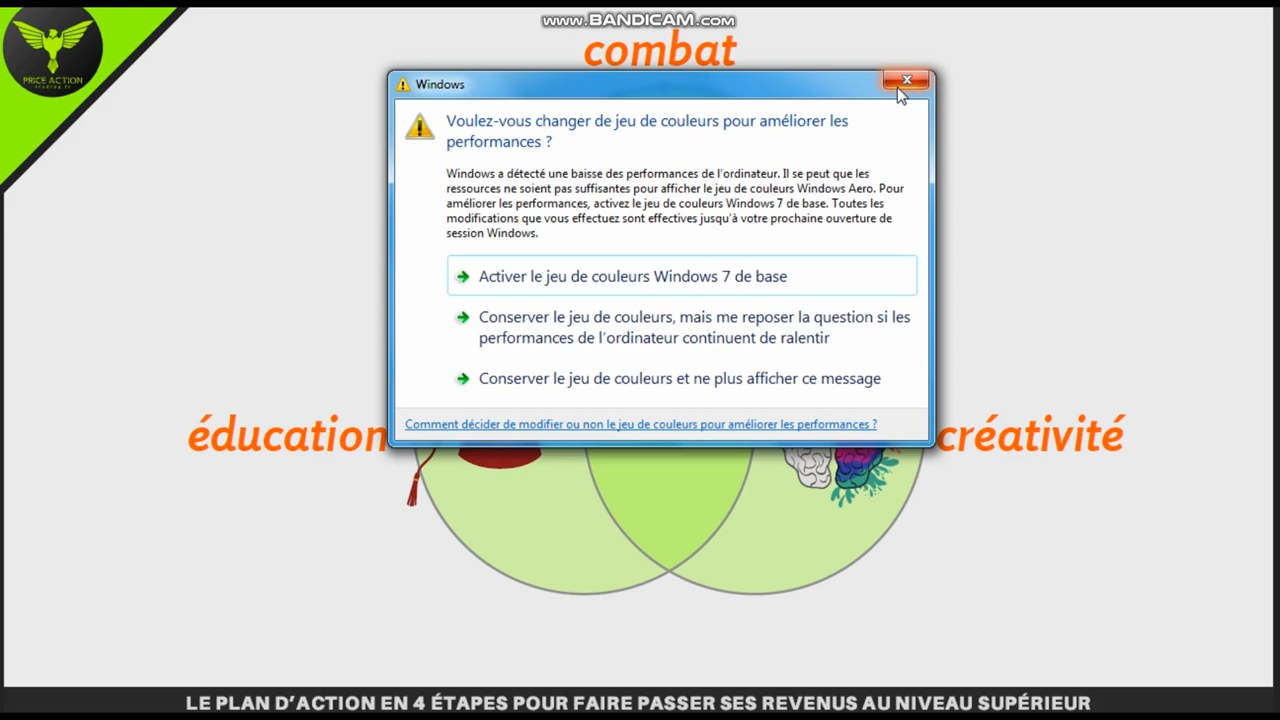 www.BANDICAM.com
combat
PRICE ACTION
Windows
Voulez-vous changer de jeu de couleurs pour améliorer les
performances ?
Windows a détecté une baisse des performances de l'ordinateur. Il se peut que les
ressources ne soient pas suffisantes pour afficher le jeu de couleurs Windows Aero. Pour
améliorer les performances, activez le jeu de couleurs Windows 7 de base. Toutes les
modifications que vous effectuez sont effectives jusqu'à votre prochaine ouverture de
session Windows.
Activer le jeu de couleurs Windows 7 de base
Conserver le jeu de couleurs, mais me reposer la question si les
performances de l'ordinateur continuent de ralentir
Conserver le jeu de couleurs et ne plus afficher ce message
Comment décider de modifier ou non le jeu de couleurs pour améliorer les performances ?
éducation
créativité
LE PLAN D'ACTION EN 4 ÉTAPES POUR FAIRE PASSER SES REVENUS AU NIVEAU SUPÉRIEUR